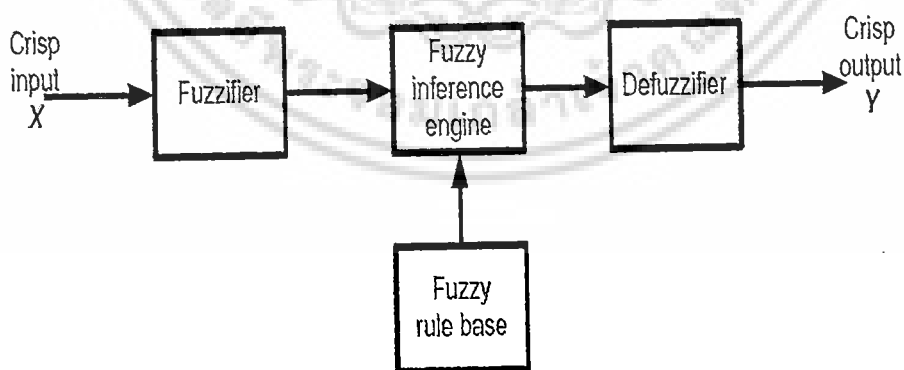 Crisp
input
X
Fuzzifier
Fuzzy
inference
engine
Defuzzifier
Crisp
output
Y
Fuzzy
rule base